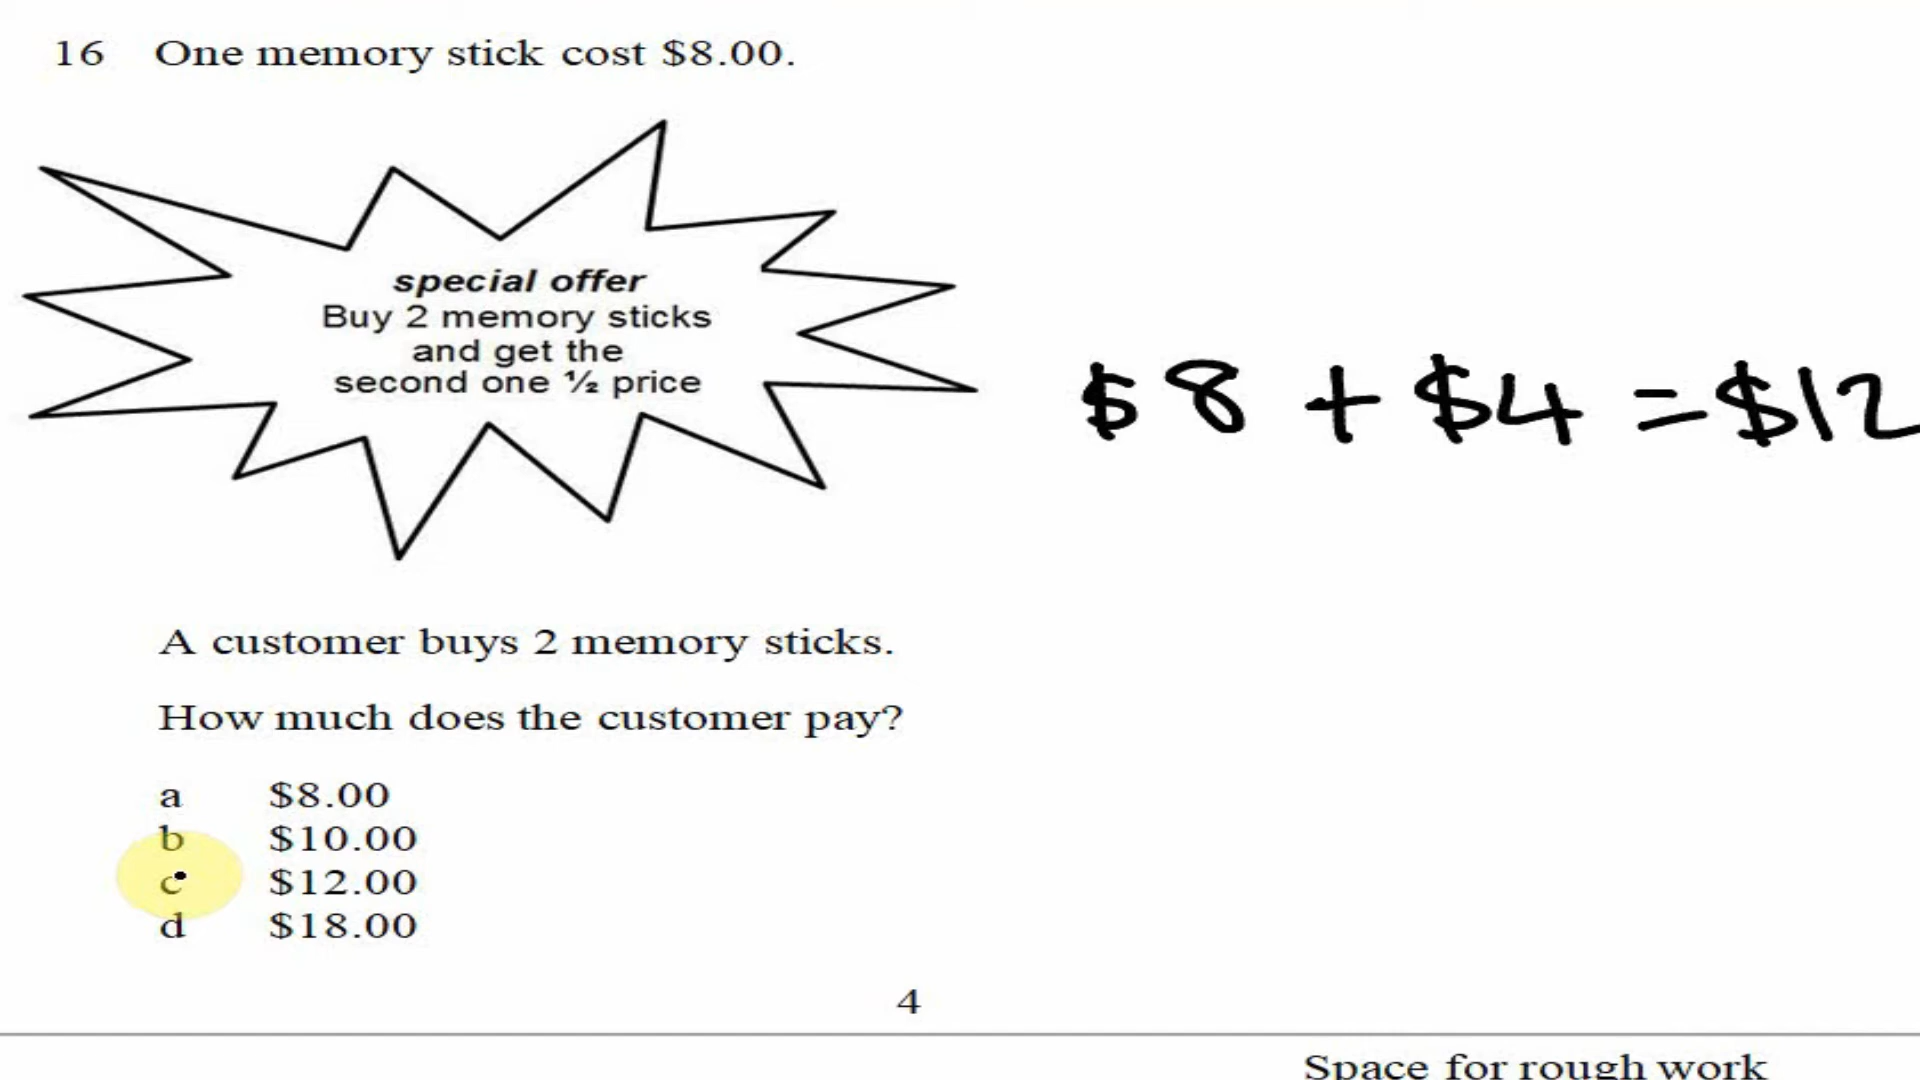 16 One memory stick cost $8.00.
special offer
Buy 2 memory sticks
and get the
second one ½ price
$8 + $4 = $12
A customer buys 2 memory sticks.
How much does the customer pay?
a $8.00
b $10.00
c $12.00
d $18.00
4
Space for rough work